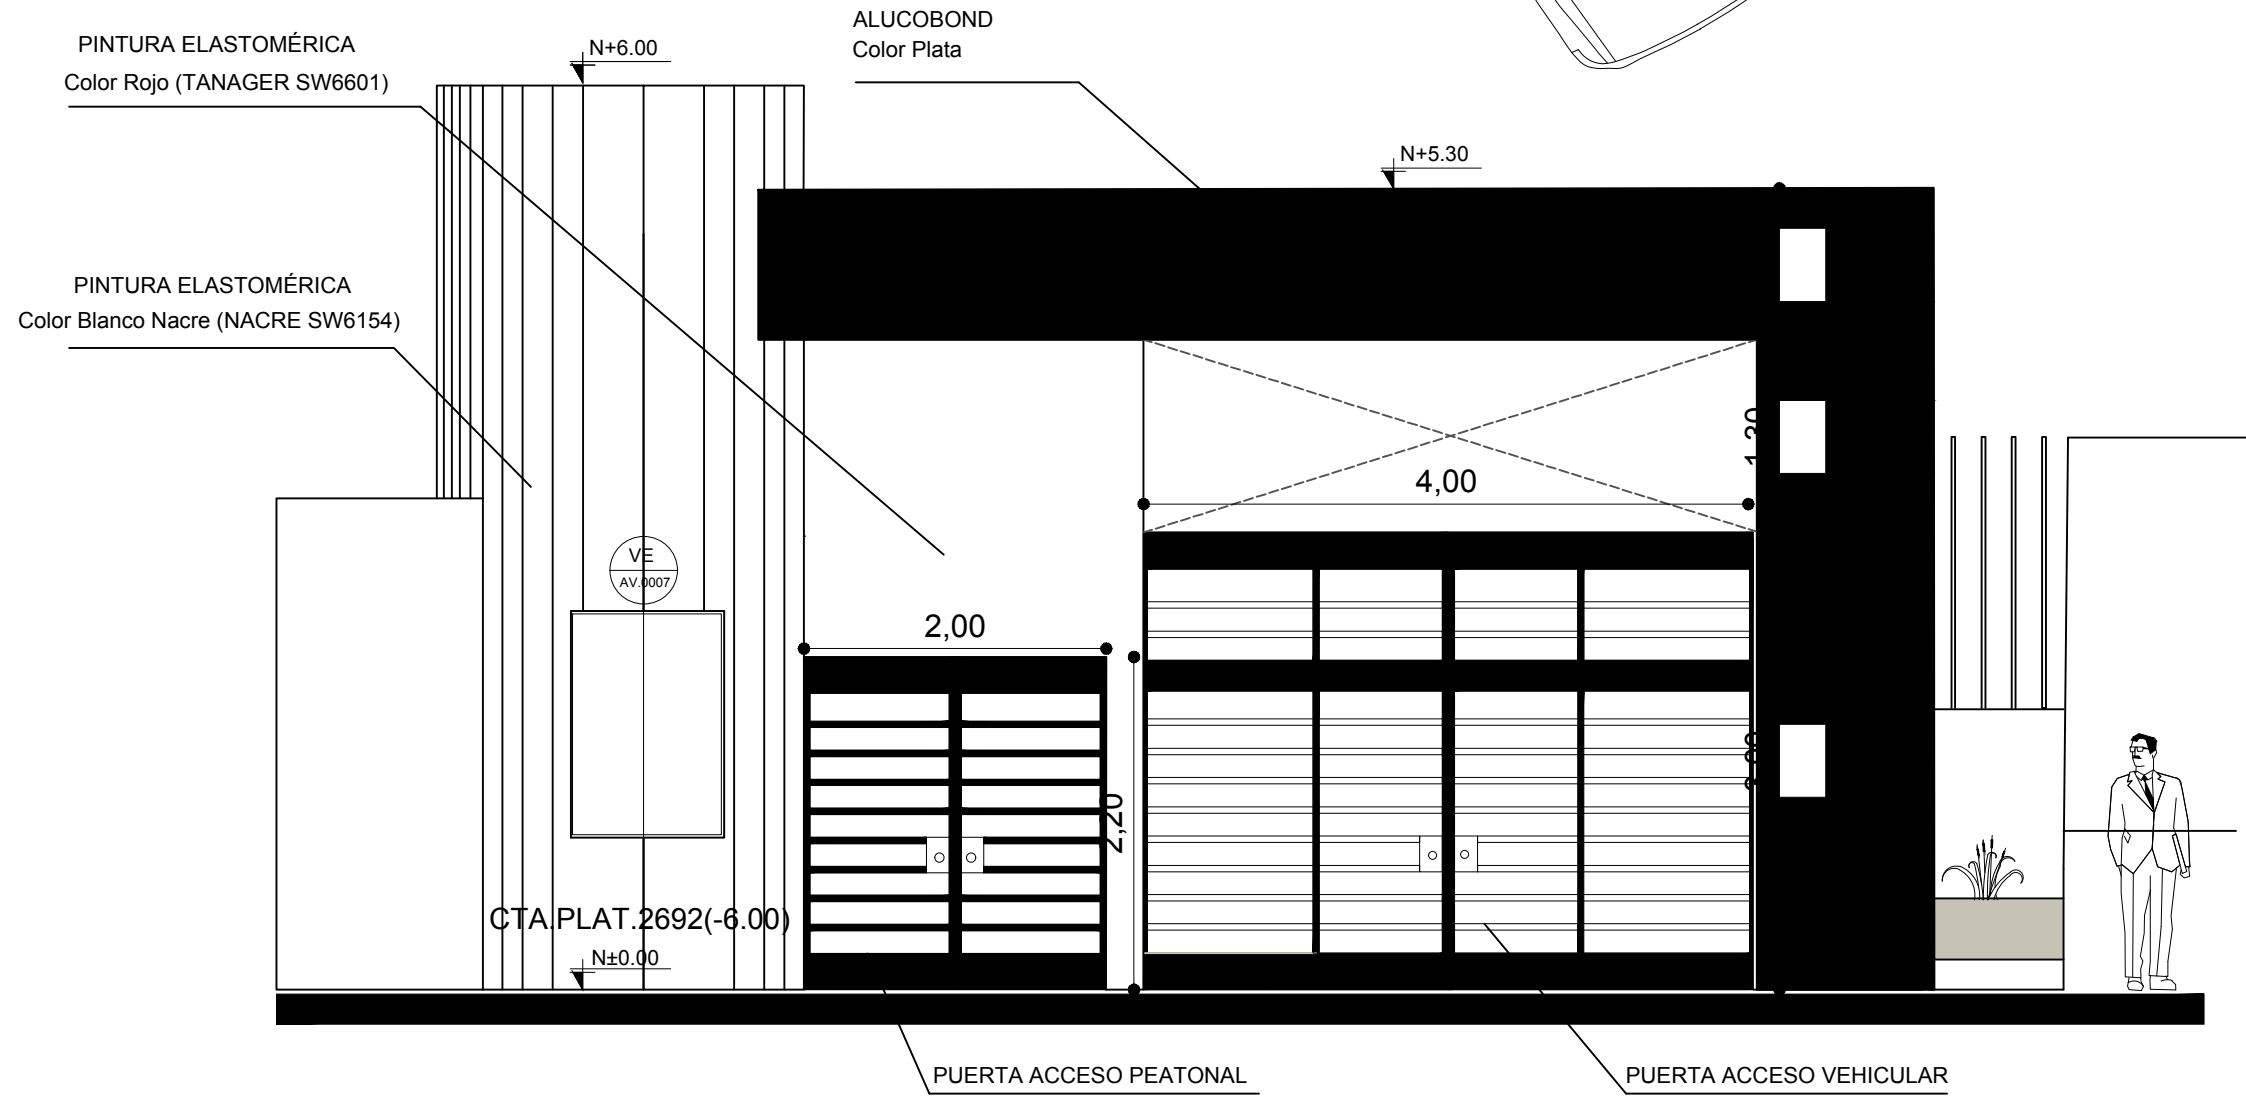 ALUCOBOND
Color Plata
PINTURA ELASTOMÉRICA
Color Rojo (TANAGER SW6601)
N+6.00
N+5.30
PINTURA ELASTOMÉRICA
Color Blanco Nacre (NACRE SW6154)
1,30
4,00
VE
AV.0007
2,00
2,20
CTA.PLAT.2692(-6.00)
N±0.00
PUERTA ACCESO PEATONAL
PUERTA ACCESO VEHICULAR